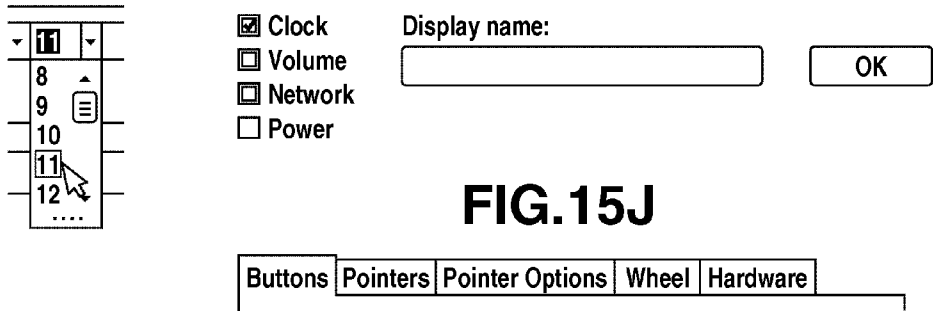 11
8
9
10
11
12
....
Clock
Volume
Network
Power
Display name:
OK
FIG.15J
Buttons Pointers Pointer Options Wheel Hardware